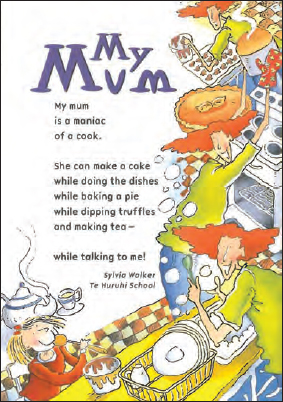 My
Mum
My mum
is a maniac
of a cook.
She can make a cake
while doing the dishes
while baking a pie
while dipping truffles
and making tea –
while talking to me!
Sylvia Walker
Te Huruhi School